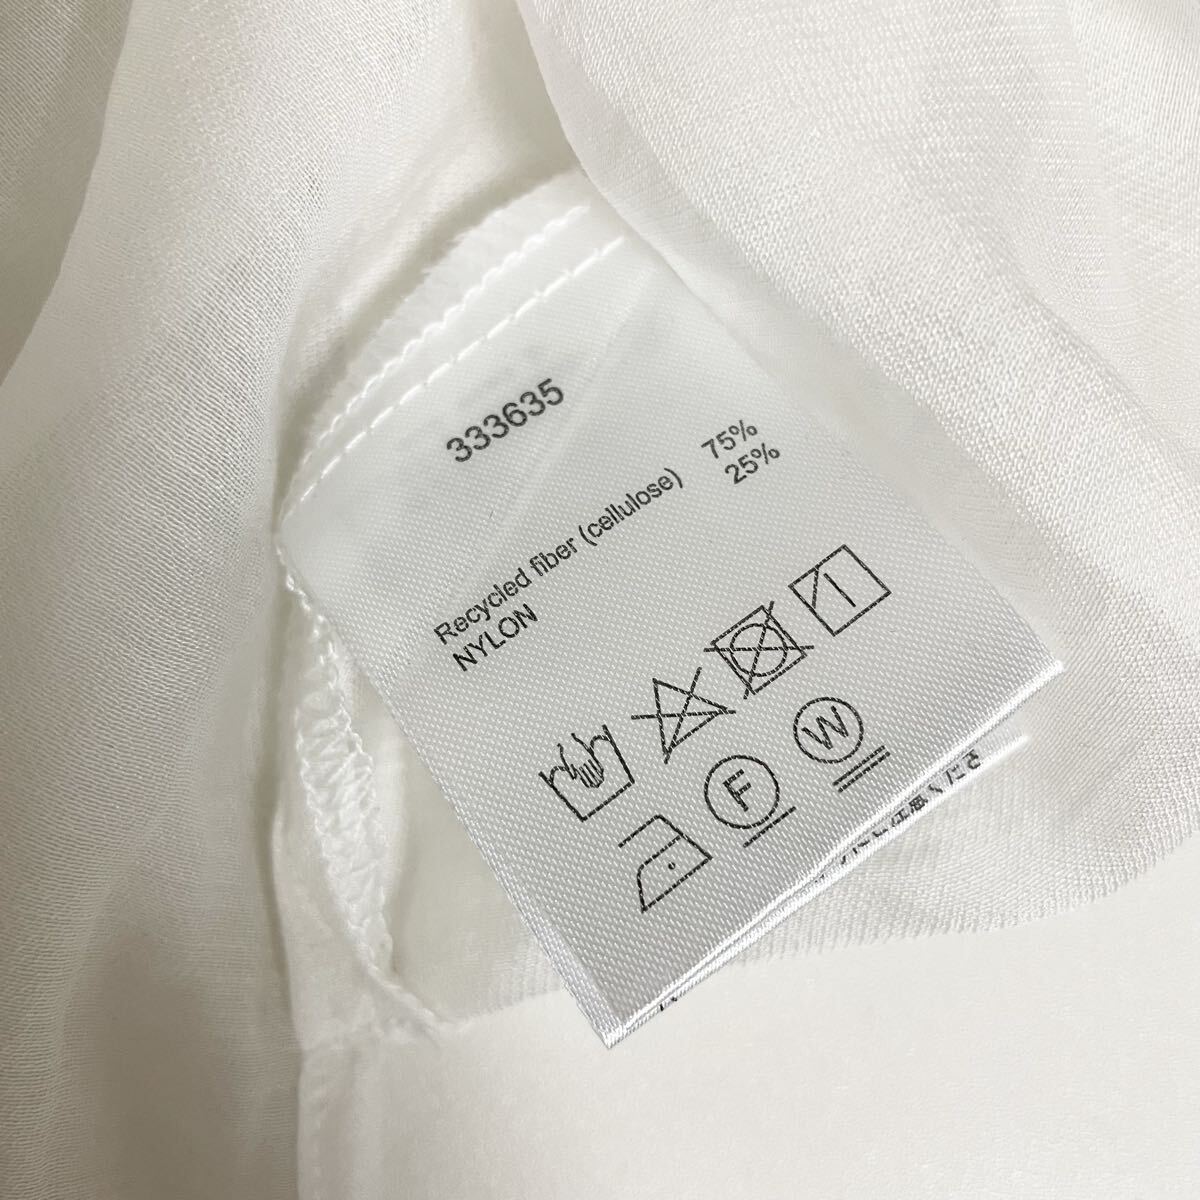 333635
Recycled fiber (cellulose) 75%
NYLON 25%
F
W